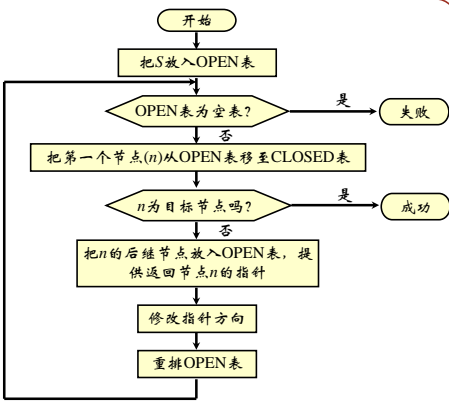 开始
把S放入OPEN表
OPEN表为空表?
是
失败
否
把第一个节点(n)从OPEN表移至CLOSED表
n为目标节点吗?
是
成功
否
把n的后继节点放入OPEN表，提
供返回节点n的指针
修改指针方向
重排OPEN表